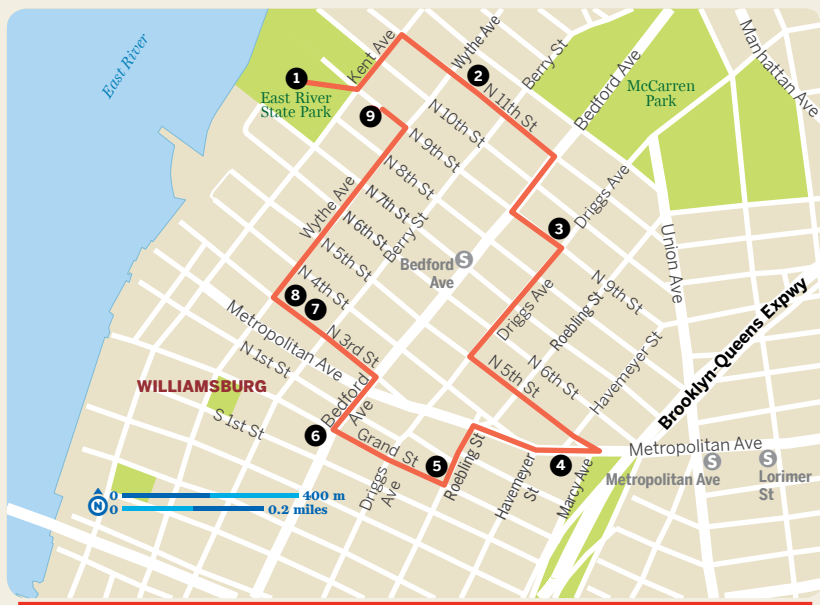 East River
1
East River
State Park
Kent Ave
Wythe Ave
2
N 11th St
Berry St
Bedford Ave
McCarren
Park
Manhattan Ave
9
N 10th St
N 9th St
N 8th St
N 7th St
N 6th St
N 5th St
N 4th St
Wythe Ave
Berry St
3
Driggs Ave
Bedford
Ave
S
Union Ave
Driggs Ave
N 9th St
Roebling St
Havemeyer St
Brooklyn-Queens Expwy
8
7
N 3rd St
Metropolitan Ave
N 1st St
N 6th St
N 5th St
WILLIAMSBURG
S 1st St
Bedford
Ave
6
Grand St
5
Roebling St
Driggs
Ave
Havemeyer
St
4
Marcy Ave
Metropolitan Ave
S
Metropolitan Ave
S
Lorimer
St
N
0
400 m
0
0.2 miles